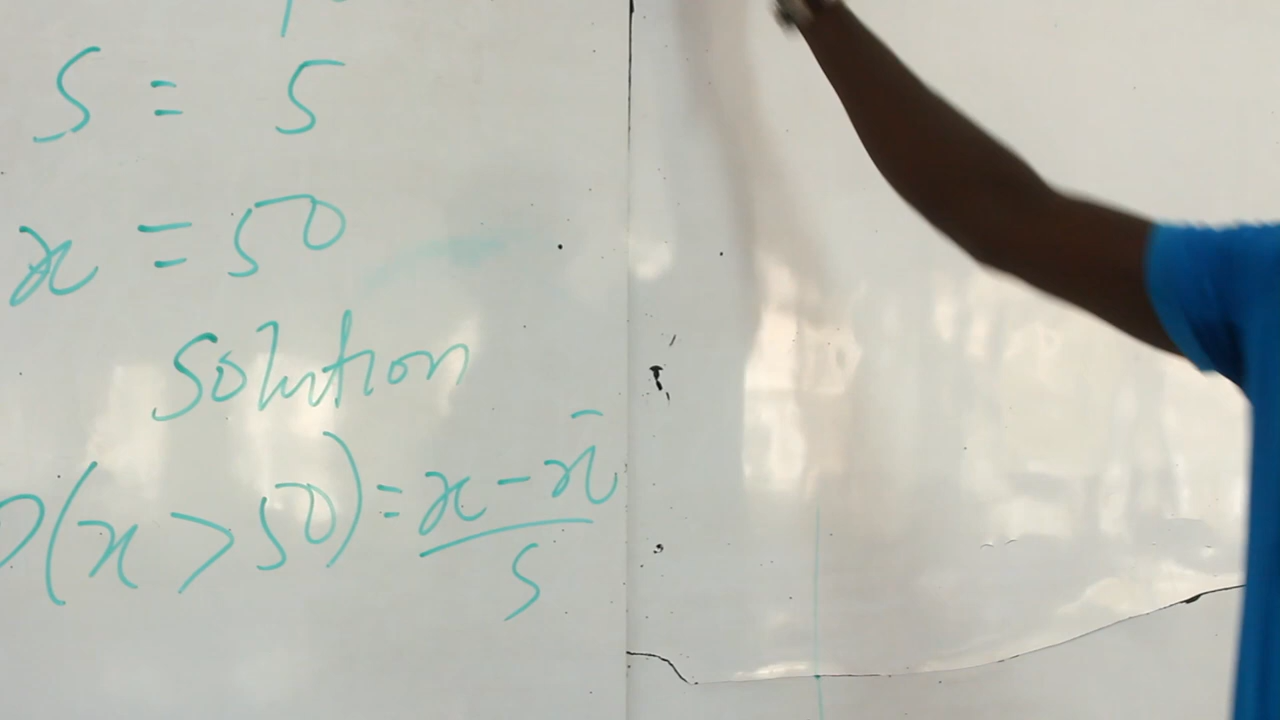 S = 5
x = 50
Solution
P(x > 50) = x - x̄ / S